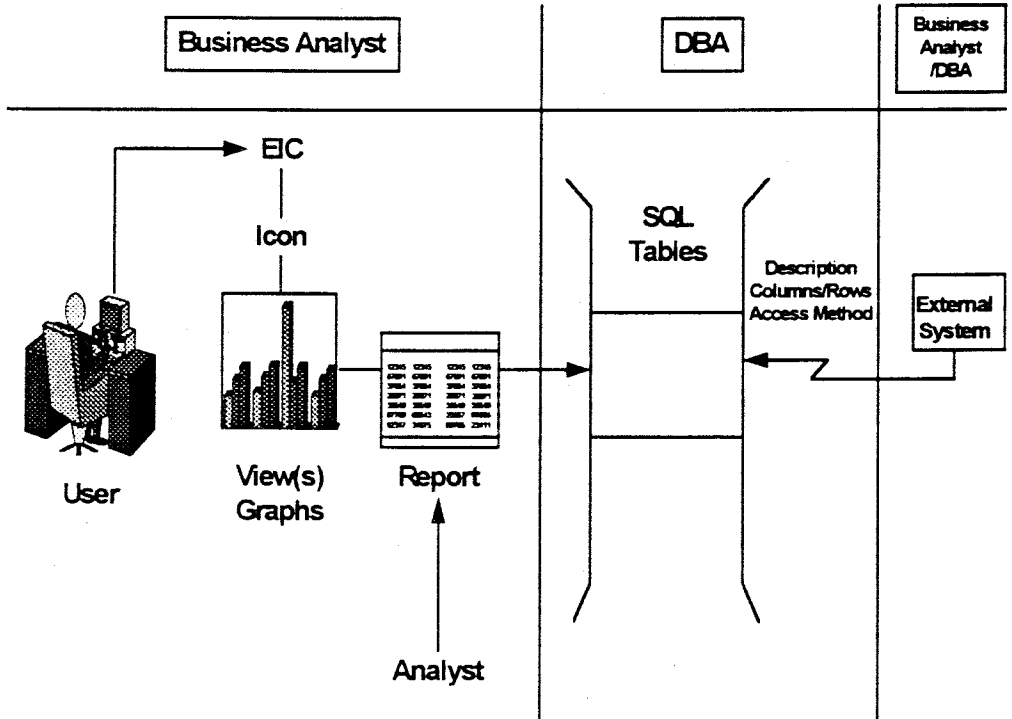 Business Analyst
DBA
Business
Analyst
/DBA
EIC
Icon
SQL
Tables
Description
Columns/Rows
Access Method
External
System
User
View(s)
Graphs
Report
Analyst